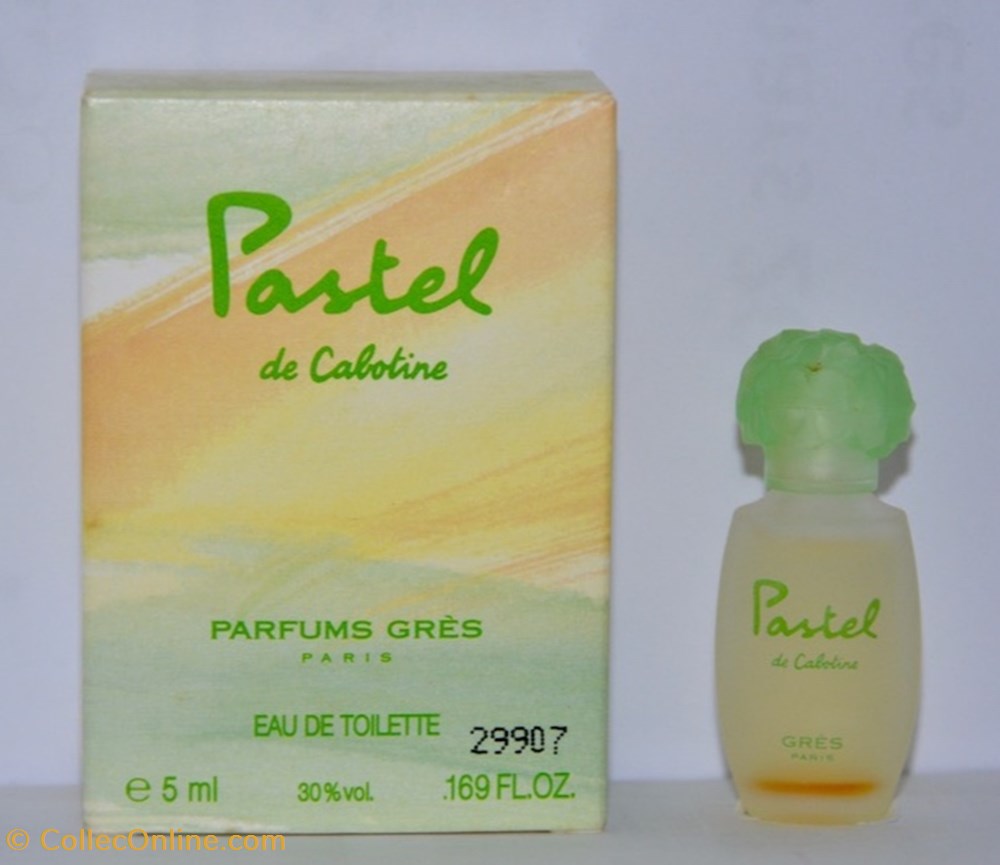 Pastel
de Cabotine
PARFUMS GRÈS
PARIS
EAU DE TOILETTE
29907
e 5 ml 30% vol. .169 FL.OZ.
Pastel
de Cabotine
GRÈS
PARIS
© CollecOnline.com